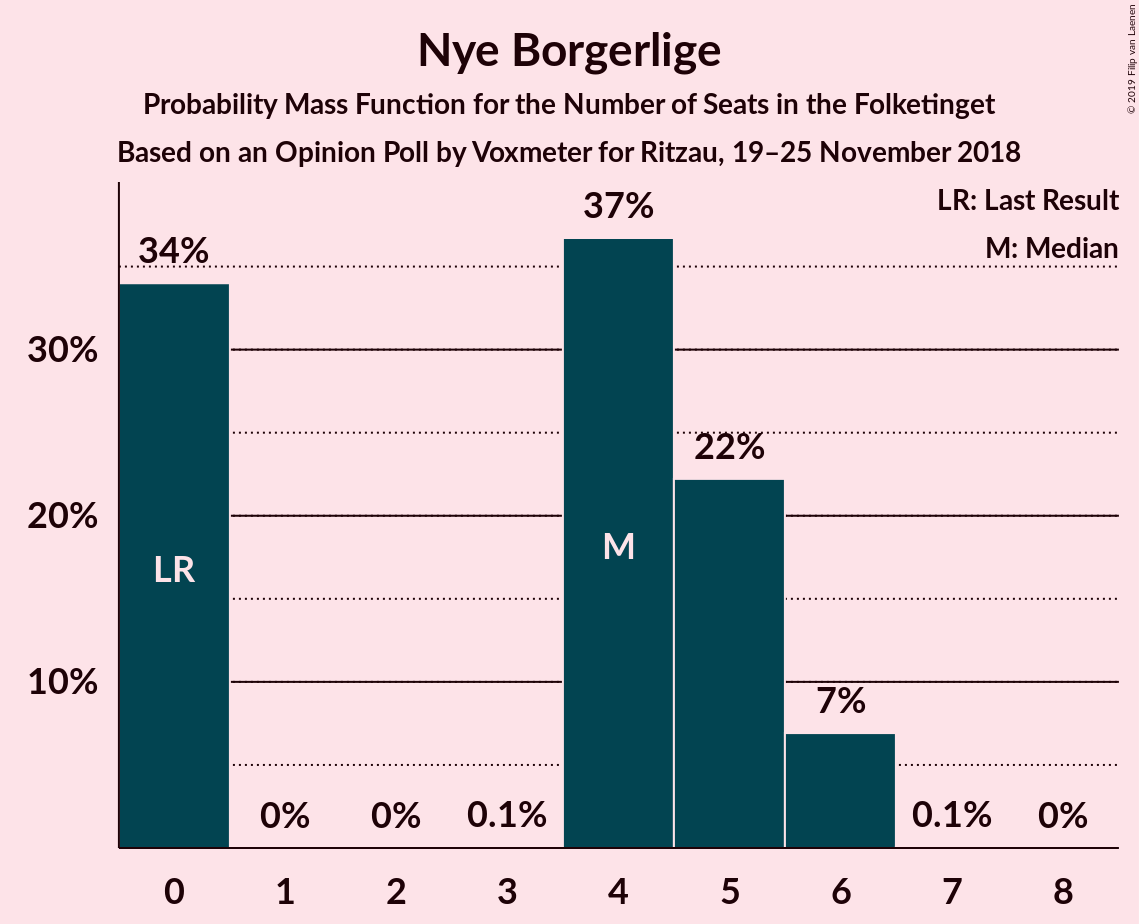 Nye Borgerlige
Probability Mass Function for the Number of Seats in the Folketinget
Based on an Opinion Poll by Voxmeter for Ritzau, 19–25 November 2018
© 2019 Filip van Laenen
LR: Last Result
M: Median
34%
37%
30%
22%
20%
LR
M
10%
7%
0%
0%
0.1%
0.1%
0%
0 1 2 3 4 5 6 7 8